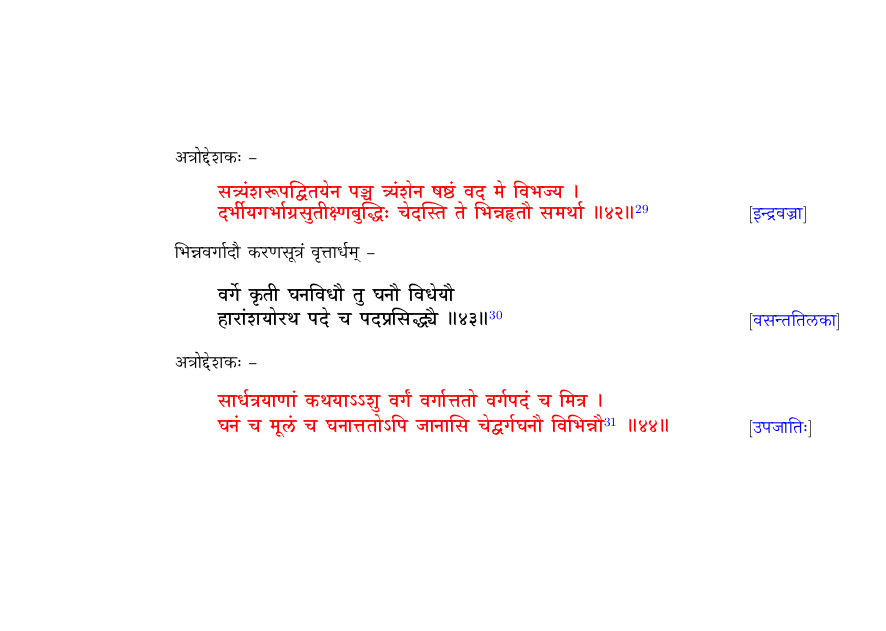 अत्रोद्देशकः –
सत्र्यंशरूपद्वितयेन पञ्च त्र्यंशेन षष्ठं वद मे विभज्य ।
दर्भीयगर्भाग्रसुतीक्ष्णबुद्धिः चेदस्ति ते भिन्नहृतौ समर्था ॥४२॥29 [इन्द्रवज्रा]
भिन्नवर्गादौ करणसूत्रं वृत्तार्धम् –
वर्गे कृती घनविधौ तु घनौ विधेयौ
हारांशयोरथ पदे च पदप्रसिद्ध्यै ॥४३॥30 [वसन्ततिलका]
अत्रोद्देशकः –
सार्धत्रयाणां कथयाऽऽशु वर्गं वर्गात्ततो वर्गपदं च मित्र ।
घनं च मूलं च घनात्ततोऽपि जानासि चेद्वर्गघनौ विभिन्नौ31 ॥४४॥ [उपजातिः]